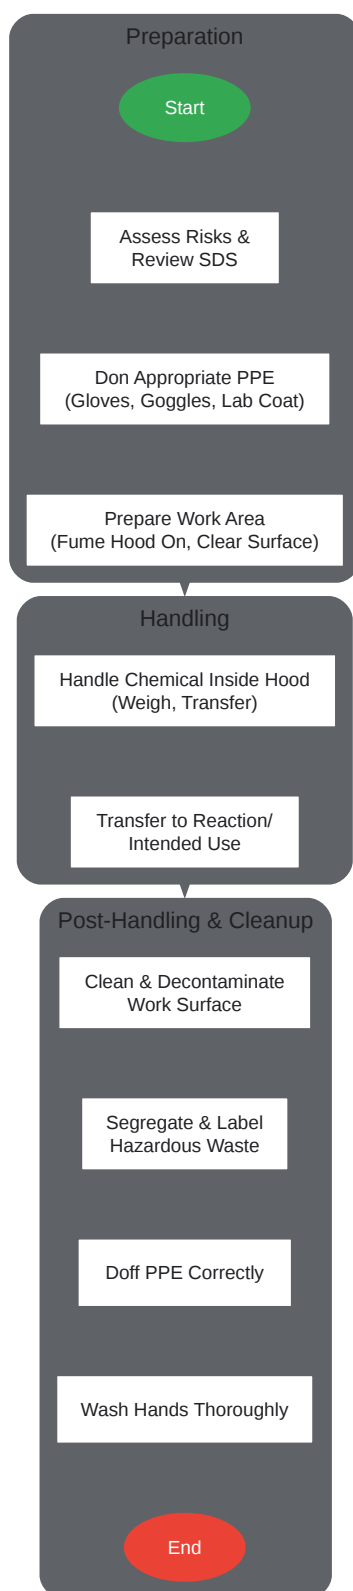 Preparation
Start
Assess Risks &
Review SDS
Don Appropriate PPE
(Gloves, Goggles, Lab Coat)
Prepare Work Area
(Fume Hood On, Clear Surface)
Handling
Handle Chemical Inside Hood
(Weigh, Transfer)
Transfer to Reaction/
Intended Use
Post-Handling & Cleanup
Clean & Decontaminate
Work Surface
Segregate & Label
Hazardous Waste
Doff PPE Correctly
Wash Hands Thoroughly
End